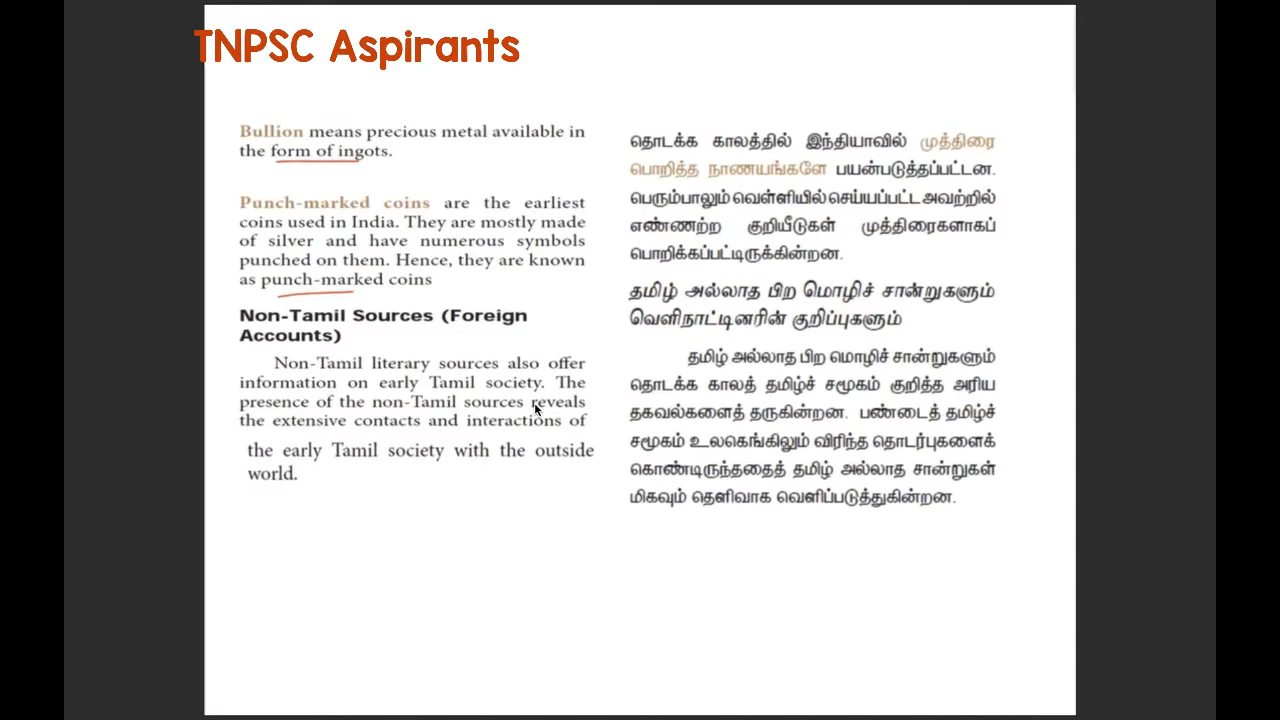 TNPSC Aspirants
Bullion means precious metal available in
the form of ingots.
Punch-marked coins are the earliest
coins used in India. They are mostly made
of silver and have numerous symbols
punched on them. Hence, they are known
as punch-marked coins
Non-Tamil Sources (Foreign
Accounts)
Non-Tamil literary sources also offer
information on early Tamil society. The
presence of the non-Tamil sources reveals
the extensive contacts and interactions of
the early Tamil society with the outside
world.
தொடக்க காலத்தில் இந்தியாவில் முத்திரை
பொறித்த நாணயங்களே பயன்படுத்தப்பட்டன.
பெரும்பாலும் வெள்ளியில் செய்யப்பட்ட அவற்றில்
எண்ணற்ற குறியீடுகள் முத்திரைகளாகப்
பொறிக்கப்பட்டிருக்கின்றன.
தமிழ் அல்லாத பிற மொழிச் சான்றுகளும்
வெளிநாட்டினரின் குறிப்புகளும்
தமிழ் அல்லாத பிற மொழிச் சான்றுகளும்
தொடக்க காலத் தமிழ்ச் சமூகம் குறித்த அரிய
தகவல்களைத் தருகின்றன. பண்டைத் தமிழ்ச்
சமூகம் உலகெங்கிலும் விரிந்த தொடர்புகளைக்
கொண்டிருந்ததைத் தமிழ் அல்லாத சான்றுகள்
மிகவும் தெளிவாக வெளிப்படுத்துகின்றன.